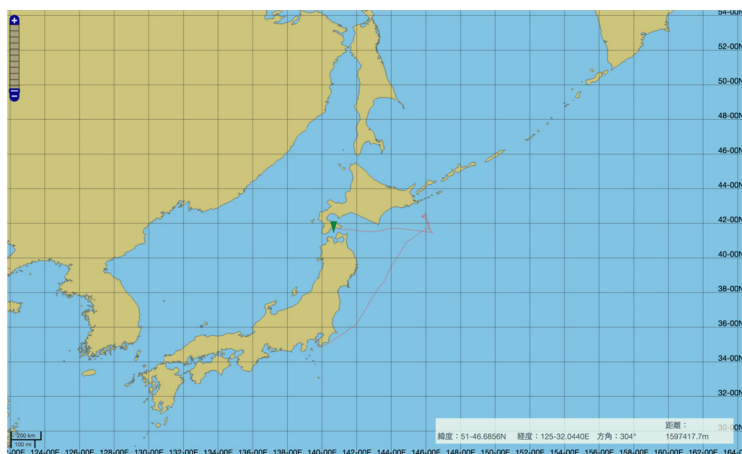 54-00N
52-00N
50-00N
48-00N
46-00N
44-00N
42-00N
40-00N
38-00N
36-00N
34-00N
32-00N
30-00N
距離：
緯度：51-46.6856N 経度：125-32.0440E 方角：304° 1597417.7m
200 km
100 mi
124-00E 126-00E 128-00E 130-00E 132-00E 134-00E 136-00E 138-00E 140-00E 142-00E 144-00E 146-00E 148-00E 150-00E 152-00E 154-00E 156-00E 158-00E 160-00E 162-00E